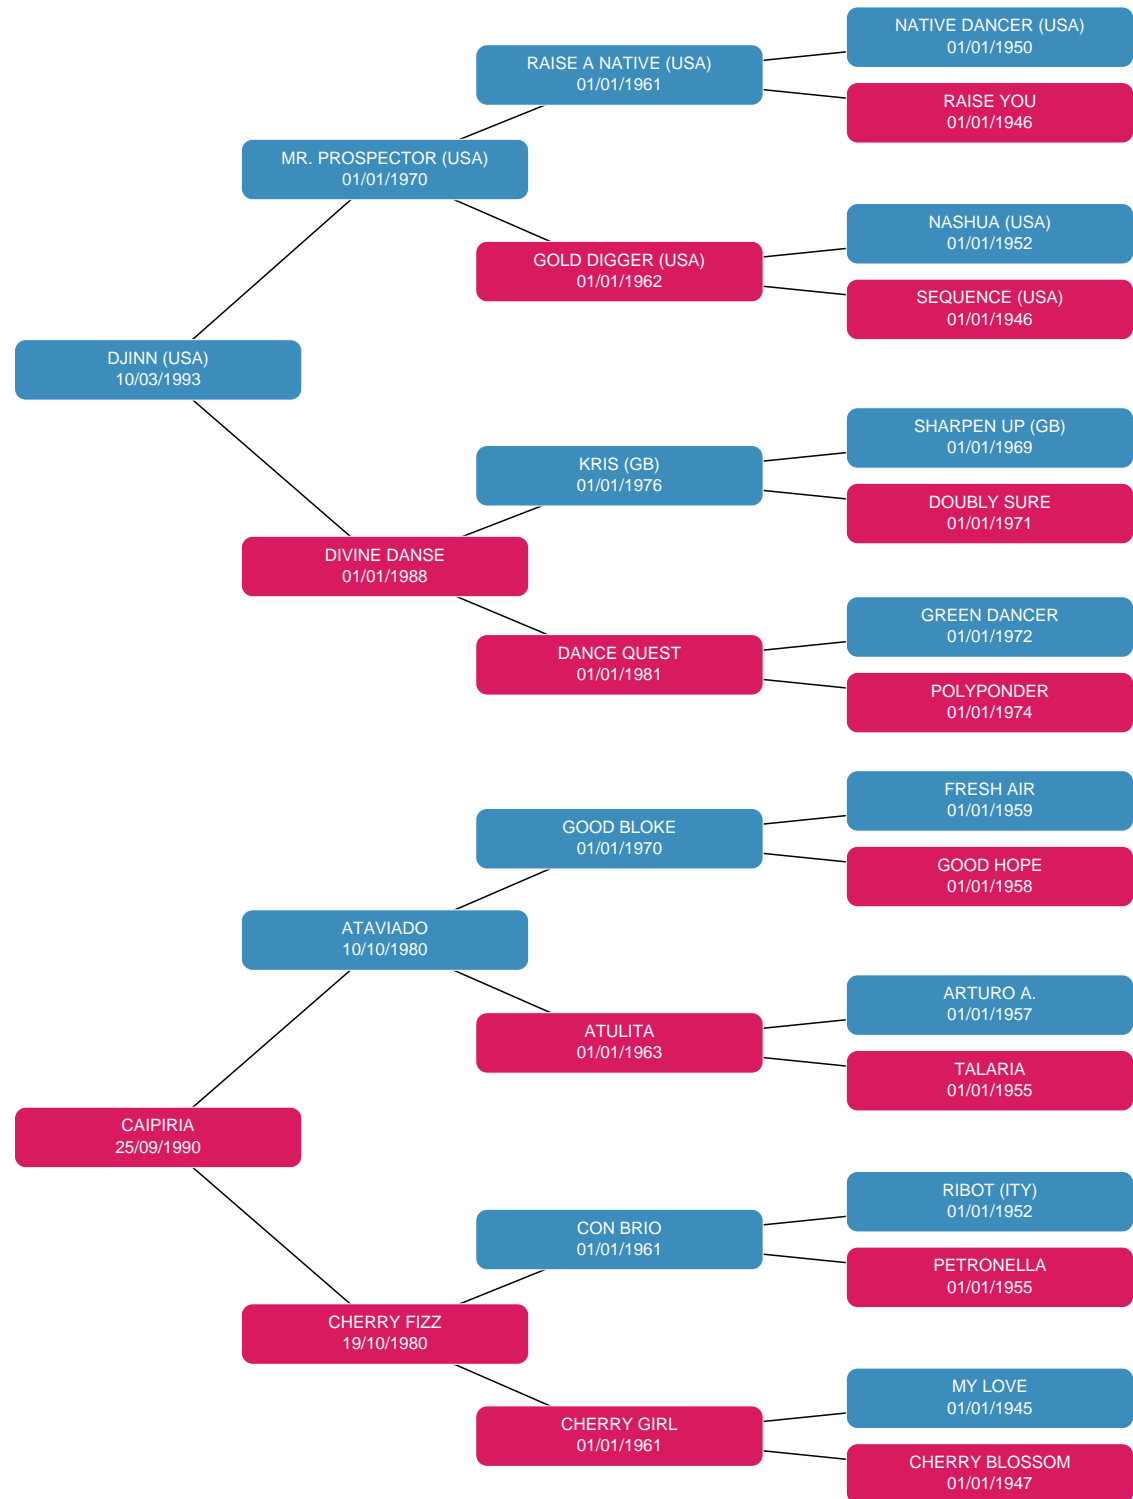 NATIVE DANCER (USA)
01/01/1950
RAISE A NATIVE (USA)
01/01/1961
RAISE YOU
01/01/1946
MR. PROSPECTOR (USA)
01/01/1970
NASHUA (USA)
01/01/1952
GOLD DIGGER (USA)
01/01/1962
SEQUENCE (USA)
01/01/1946
DJINN (USA)
10/03/1993
SHARPEN UP (GB)
01/01/1969
KRIS (GB)
01/01/1976
DOUBLY SURE
01/01/1971
DIVINE DANSE
01/01/1988
GREEN DANCER
01/01/1972
DANCE QUEST
01/01/1981
POLYPONDER
01/01/1974
FRESH AIR
01/01/1959
GOOD BLOKE
01/01/1970
GOOD HOPE
01/01/1958
ATAVIADO
10/10/1980
ARTURO A.
01/01/1957
ATULITA
01/01/1963
TALARIA
01/01/1955
CAIPIRIA
25/09/1990
RIBOT (ITY)
01/01/1952
CON BRIO
01/01/1961
PETRONELLA
01/01/1955
CHERRY FIZZ
19/10/1980
MY LOVE
01/01/1945
CHERRY GIRL
01/01/1961
CHERRY BLOSSOM
01/01/1947